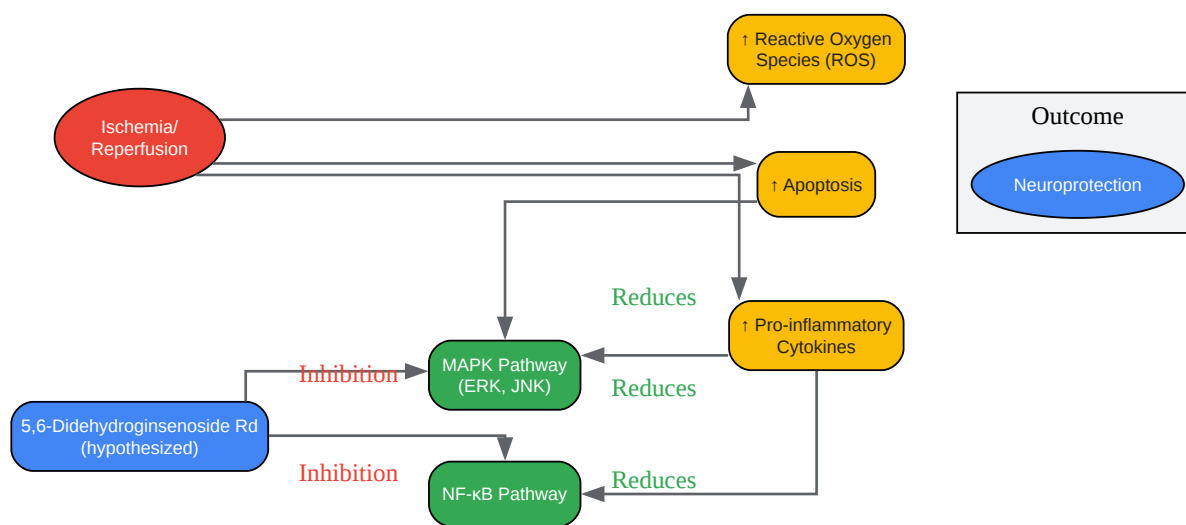 ↑ Reactive Oxygen
Species (ROS)
Ischemia/
Reperfusion
Outcome
Neuroprotection
↑ Apoptosis
Reduces
↑ Pro-inflammatory
Cytokines
MAPK Pathway
(ERK, JNK)
Inhibition
Reduces
5,6-Didehydroginsenoside Rd
(hypothesized)
Inhibition
Reduces
NF-κB Pathway